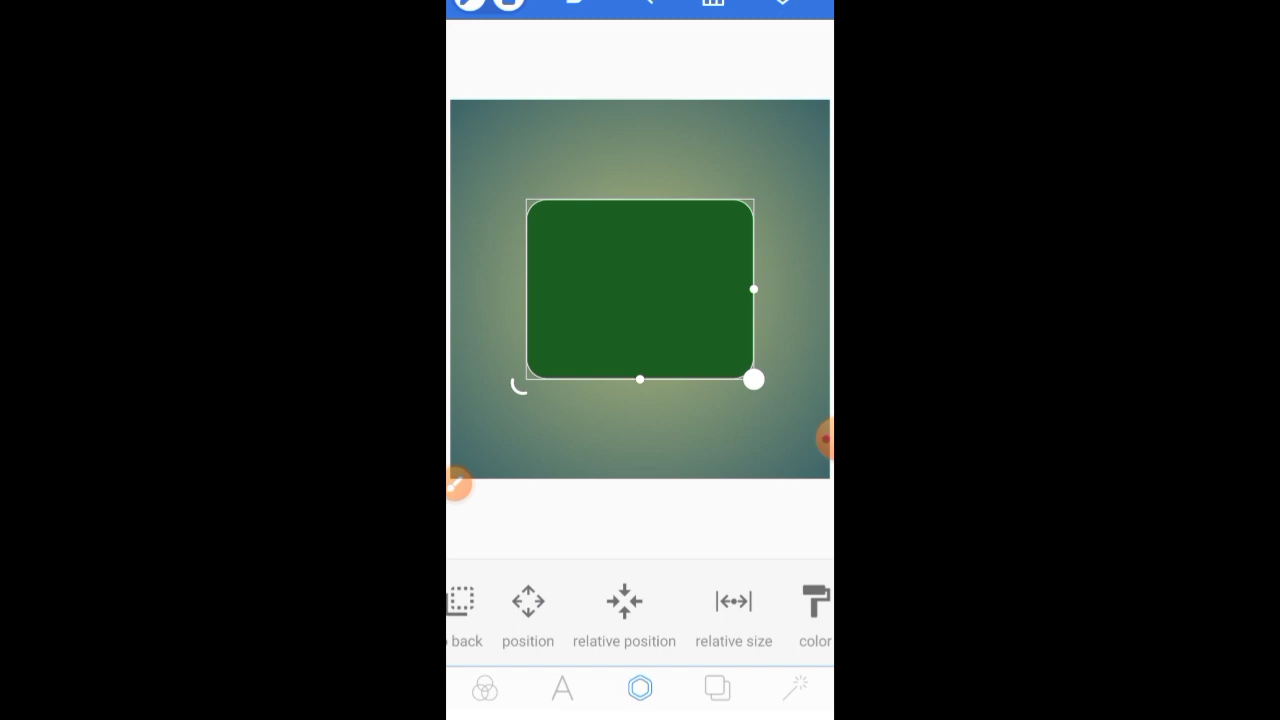 back
position
relative position
relative size
color